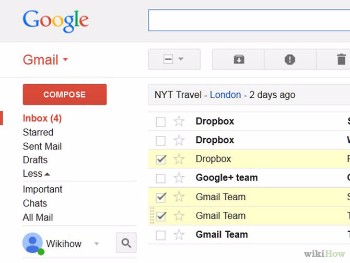 Google
Gmail
COMPOSE
NYT Travel - London - 2 days ago
Inbox (4)
Starred
Sent Mail
Drafts
Less
Important
Chats
All Mail
Wikihow
Dropbox
Dropbox
Dropbox
Google+ team
Gmail Team
Gmail Team
Gmail Team
wikiHow